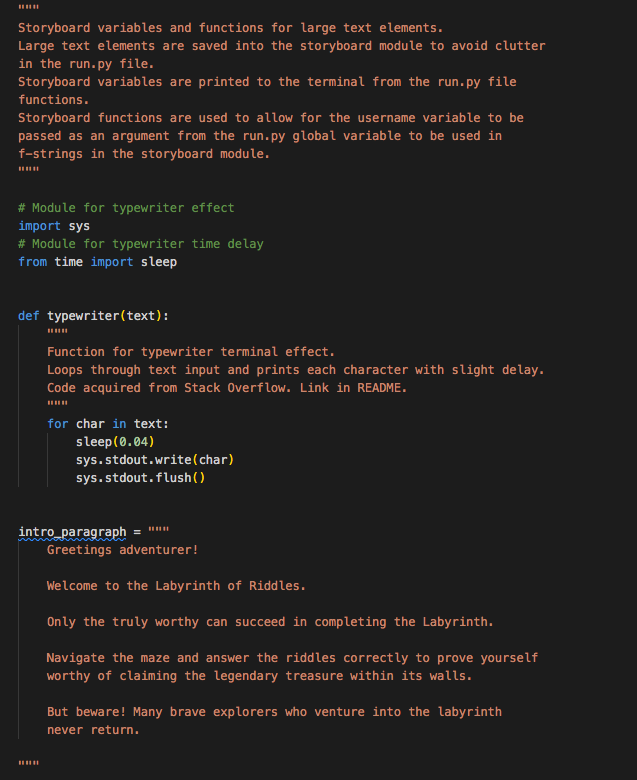 """
Storyboard variables and functions for large text elements.
Large text elements are saved into the storyboard module to avoid clutter
in the run.py file.
Storyboard variables are printed to the terminal from the run.py file
functions.
Storyboard functions are used to allow for the username variable to be
passed as an argument from the run.py global variable to be used in
f-strings in the storyboard module.
"""

# Module for typewriter effect
import sys
# Module for typewriter time delay
from time import sleep


def typewriter(text):
    """
    Function for typewriter terminal effect.
    Loops through text input and prints each character with slight delay.
    Code acquired from Stack Overflow. Link in README.
    """
    for char in text:
        sleep(0.04)
        sys.stdout.write(char)
        sys.stdout.flush()


intro_paragraph = """
    Greetings adventurer!

    Welcome to the Labyrinth of Riddles.

    Only the truly worthy can succeed in completing the Labyrinth.

    Navigate the maze and answer the riddles correctly to prove yourself
    worthy of claiming the legendary treasure within its walls.

    But beware! Many brave explorers who venture into the labyrinth
    never return.

"""